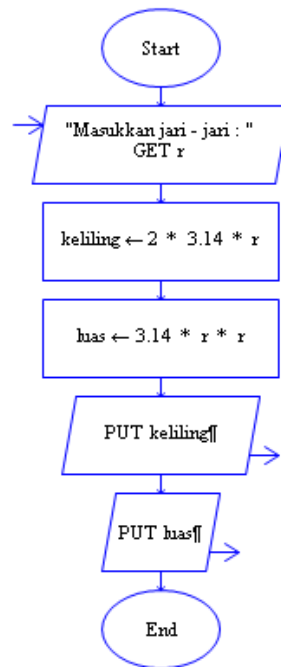 Start
"Masukkan jari - jari : "
GET r
keliling ← 2 * 3.14 * r
luas ← 3.14 * r * r
PUT keliling¶
PUT luas¶
End